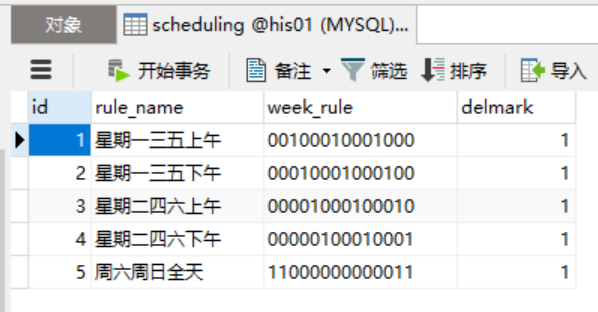 对象 scheduling @his01 (MYSQL)...
开始事务 备注 筛选 排序 导入
id rule_name week_rule delmark
1 星期一三五上午 00100010001000 1
2 星期一三五下午 00010001000100 1
3 星期二四六上午 00001000100010 1
4 星期二四六下午 00000100010001 1
5 周六周日全天 11000000000011 1